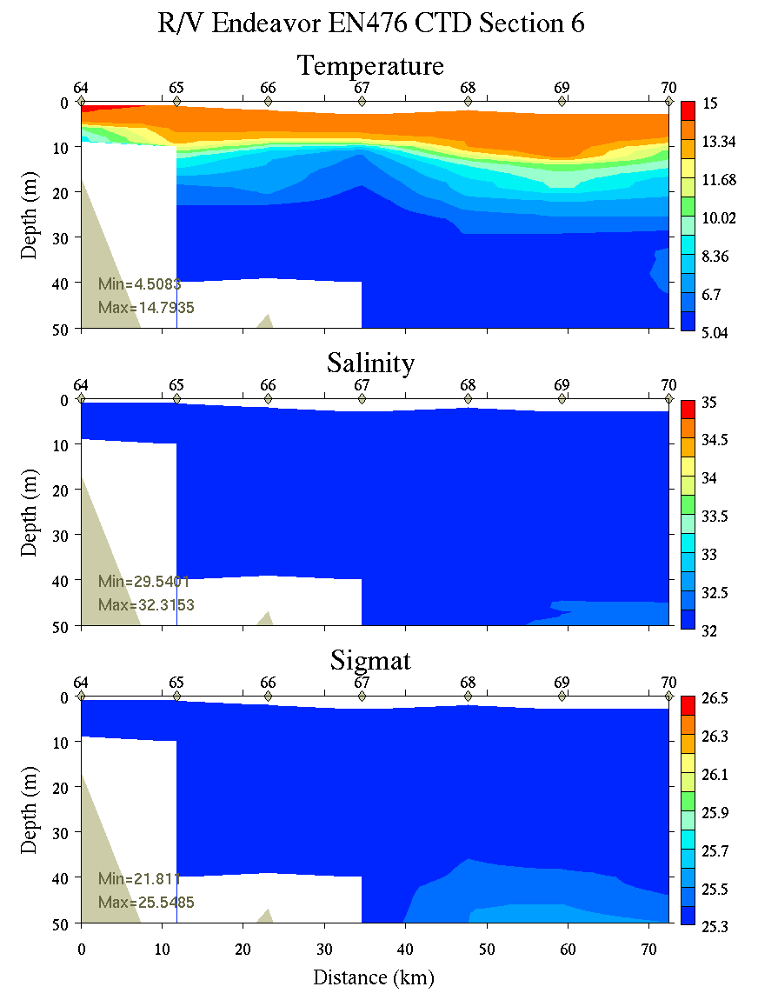 R/V Endeavor EN476 CTD Section 6
Temperature
64 65 66 67 68 69 70
0
10
20
30
40
50
Depth (m)
Min=4.5083
Max=14.7935
15
13.34
11.68
10.02
8.36
6.7
5.04
Salinity
64 65 66 67 68 69 70
0
10
20
30
40
50
Depth (m)
Min=29.5401
Max=32.3153
35
34.5
34
33.5
33
32.5
32
Sigmat
64 65 66 67 68 69 70
0
10
20
30
40
50
Depth (m)
Min=21.811
Max=25.5485
26.5
26.3
26.1
25.9
25.7
25.5
25.3
0 10 20 30 40 50 60 70
Distance (km)